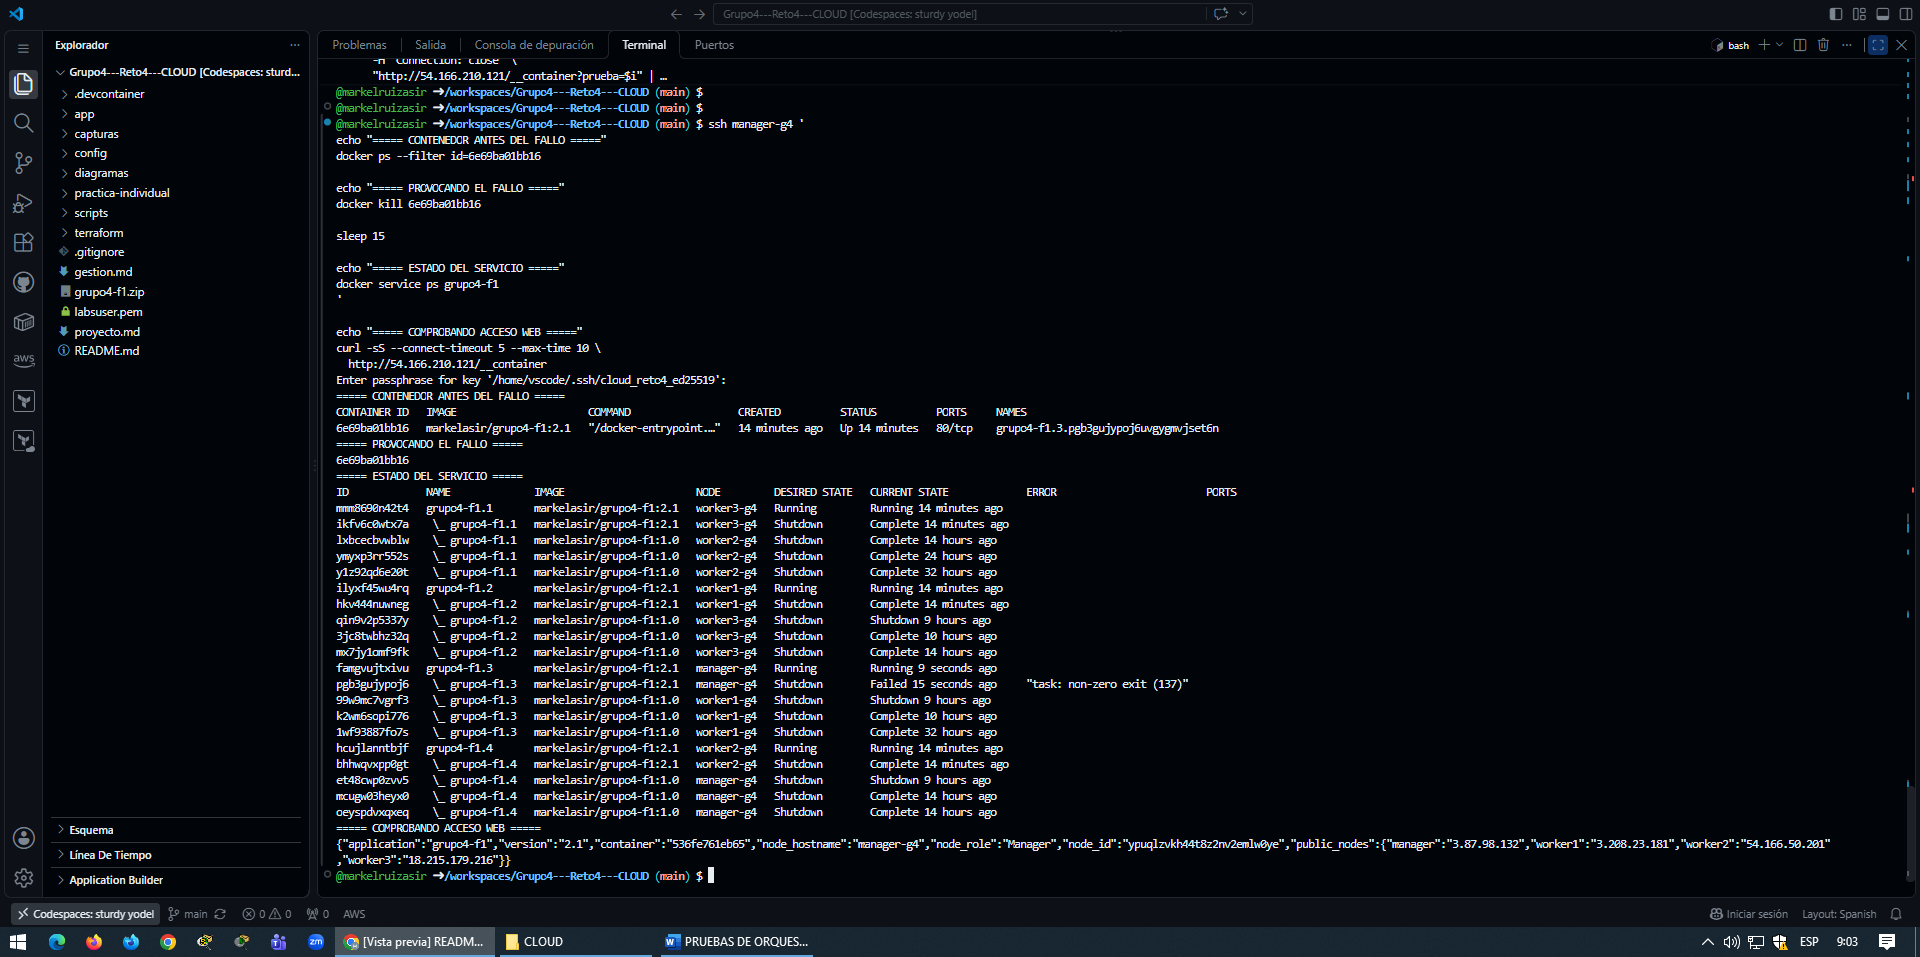 Grupo4---Reto4---CLOUD [Codespaces: sturdy yodel]
Explorador
Grupo4---Reto4---CLOUD [Codespaces: sturd...
.devcontainer
app
capturas
config
diagramas
practica-individual
scripts
terraform
.gitignore
gestion.md
grupo4-f1.zip
labsuser.pem
proyecto.md
README.md
Esquema
Línea De Tiempo
Application Builder
aws
Problemas
Salida
Consola de depuración
Terminal
Puertos
bash
-H "Connection: close" \
"http://54.166.210.121/__container?prueba=$i" | …
@markelruizasir ➜/workspaces/Grupo4---Reto4---CLOUD (main) $
@markelruizasir ➜/workspaces/Grupo4---Reto4---CLOUD (main) $
@markelruizasir ➜/workspaces/Grupo4---Reto4---CLOUD (main) $ ssh manager-g4 '
echo "===== CONTENEDOR ANTES DEL FALLO ====="
docker ps --filter id=6e69ba01bb16
echo "===== PROVOCANDO EL FALLO ====="
docker kill 6e69ba01bb16
sleep 15
echo "===== ESTADO DEL SERVICIO ====="
docker service ps grupo4-f1
'
echo "===== COMPROBANDO ACCESO WEB ====="
curl -sS --connect-timeout 5 --max-time 10 \
http://54.166.210.121/__container
Enter passphrase for key '/home/vscode/.ssh/cloud_reto4_ed25519':
===== CONTENEDOR ANTES DEL FALLO =====
CONTAINER ID IMAGE COMMAND CREATED STATUS PORTS NAMES
6e69ba01bb16 markelasir/grupo4-f1:2.1 "/docker-entrypoint.…" 14 minutes ago Up 14 minutes 80/tcp grupo4-f1.3.pgb3gujypoj6uvgygmvjset6n
===== PROVOCANDO EL FALLO =====
6e69ba01bb16
===== ESTADO DEL SERVICIO =====
ID NAME IMAGE NODE DESIRED STATE CURRENT STATE ERROR PORTS
mmm8690n42t4 grupo4-f1.1 markelasir/grupo4-f1:2.1 worker3-g4 Running Running 14 minutes ago
ikfv6c0wtx7a \_ grupo4-f1.1 markelasir/grupo4-f1:2.1 worker3-g4 Shutdown Complete 14 minutes ago
lxbcecbvwblw \_ grupo4-f1.1 markelasir/grupo4-f1:1.0 worker2-g4 Shutdown Complete 14 hours ago
ymyxp3rr552s \_ grupo4-f1.1 markelasir/grupo4-f1:1.0 worker2-g4 Shutdown Complete 24 hours ago
y1z92qd6e20t \_ grupo4-f1.1 markelasir/grupo4-f1:1.0 worker2-g4 Shutdown Complete 32 hours ago
ilyxf45wu4rq grupo4-f1.2 markelasir/grupo4-f1:2.1 worker1-g4 Running Running 14 minutes ago
hkv444nuwneg \_ grupo4-f1.2 markelasir/grupo4-f1:2.1 worker1-g4 Shutdown Complete 14 minutes ago
qin9v2p5337y \_ grupo4-f1.2 markelasir/grupo4-f1:1.0 worker3-g4 Shutdown Shutdown 9 hours ago
3jc8twbhz32q \_ grupo4-f1.2 markelasir/grupo4-f1:1.0 worker3-g4 Shutdown Complete 10 hours ago
mx7jy1omf9fk \_ grupo4-f1.2 markelasir/grupo4-f1:1.0 worker3-g4 Shutdown Complete 14 hours ago
famgvujtxivu grupo4-f1.3 markelasir/grupo4-f1:2.1 manager-g4 Running Running 9 seconds ago
pgb3gujypoj6 \_ grupo4-f1.3 markelasir/grupo4-f1:2.1 manager-g4 Shutdown Failed 15 seconds ago "task: non-zero exit (137)"
99w9mc7vgrf3 \_ grupo4-f1.3 markelasir/grupo4-f1:1.0 worker1-g4 Shutdown Shutdown 9 hours ago
k2wm6sopi776 \_ grupo4-f1.3 markelasir/grupo4-f1:1.0 worker1-g4 Shutdown Complete 10 hours ago
1wf93887fo7s \_ grupo4-f1.3 markelasir/grupo4-f1:1.0 worker1-g4 Shutdown Complete 32 hours ago
hcujlanntbjf grupo4-f1.4 markelasir/grupo4-f1:2.1 worker2-g4 Running Running 14 minutes ago
bhhwqvxpp0gt \_ grupo4-f1.4 markelasir/grupo4-f1:2.1 worker2-g4 Shutdown Complete 14 minutes ago
et48cwp0zvv5 \_ grupo4-f1.4 markelasir/grupo4-f1:1.0 manager-g4 Shutdown Shutdown 9 hours ago
mcugw03heyx0 \_ grupo4-f1.4 markelasir/grupo4-f1:1.0 manager-g4 Shutdown Complete 14 hours ago
oeyspdvxqxeq \_ grupo4-f1.4 markelasir/grupo4-f1:1.0 manager-g4 Shutdown Complete 14 hours ago
===== COMPROBANDO ACCESO WEB =====
{"application":"grupo4-f1","version":"2.1","container":"536fe761eb65","node_hostname":"manager-g4","node_role":"Manager","node_id":"ypuqlzvkh44t8z2nv2emlw0ye","public_nodes":{"manager":"3.87.98.132","worker1":"3.208.23.181","worker2":"54.166.50.201"
,"worker3":"18.215.179.216"}}
@markelruizasir ➜/workspaces/Grupo4---Reto4---CLOUD (main) $
Codespaces: sturdy yodel
main
0 0
0
AWS
Iniciar sesión
Layout: Spanish
[Vista previa] READM...
CLOUD
PRUEBAS DE ORQUES...
ESP
9:03